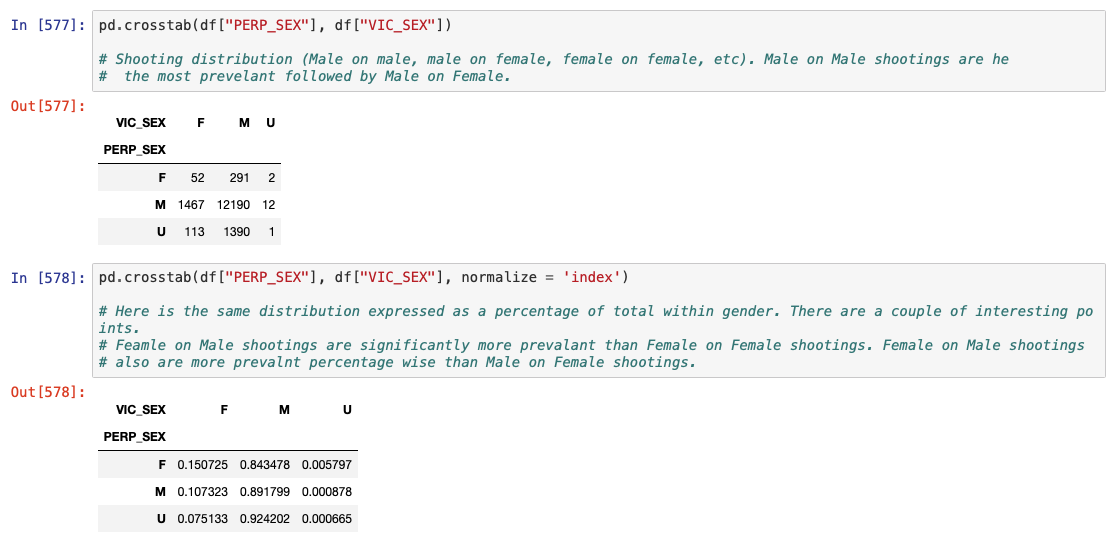 In [577]: pd.crosstab(df["PERP_SEX"], df["VIC_SEX"])
# Shooting distribution (Male on male, male on female, female on female, etc). Male on Male shootings are he
#  the most prevelant followed by Male on Female.
Out[577]:
VIC_SEX F M U
PERP_SEX
F 52 291 2
M 1467 12190 12
U 113 1390 1
In [578]: pd.crosstab(df["PERP_SEX"], df["VIC_SEX"], normalize = 'index')
# Here is the same distribution expressed as a percentage of total within gender. There are a couple of interesting po
ints.
# Feamle on Male shootings are significantly more prevalant than Female on Female shootings. Female on Male shootings
# also are more prevalnt percentage wise than Male on Female shootings.
Out[578]:
VIC_SEX F M U
PERP_SEX
F 0.150725 0.843478 0.005797
M 0.107323 0.891799 0.000878
U 0.075133 0.924202 0.000665